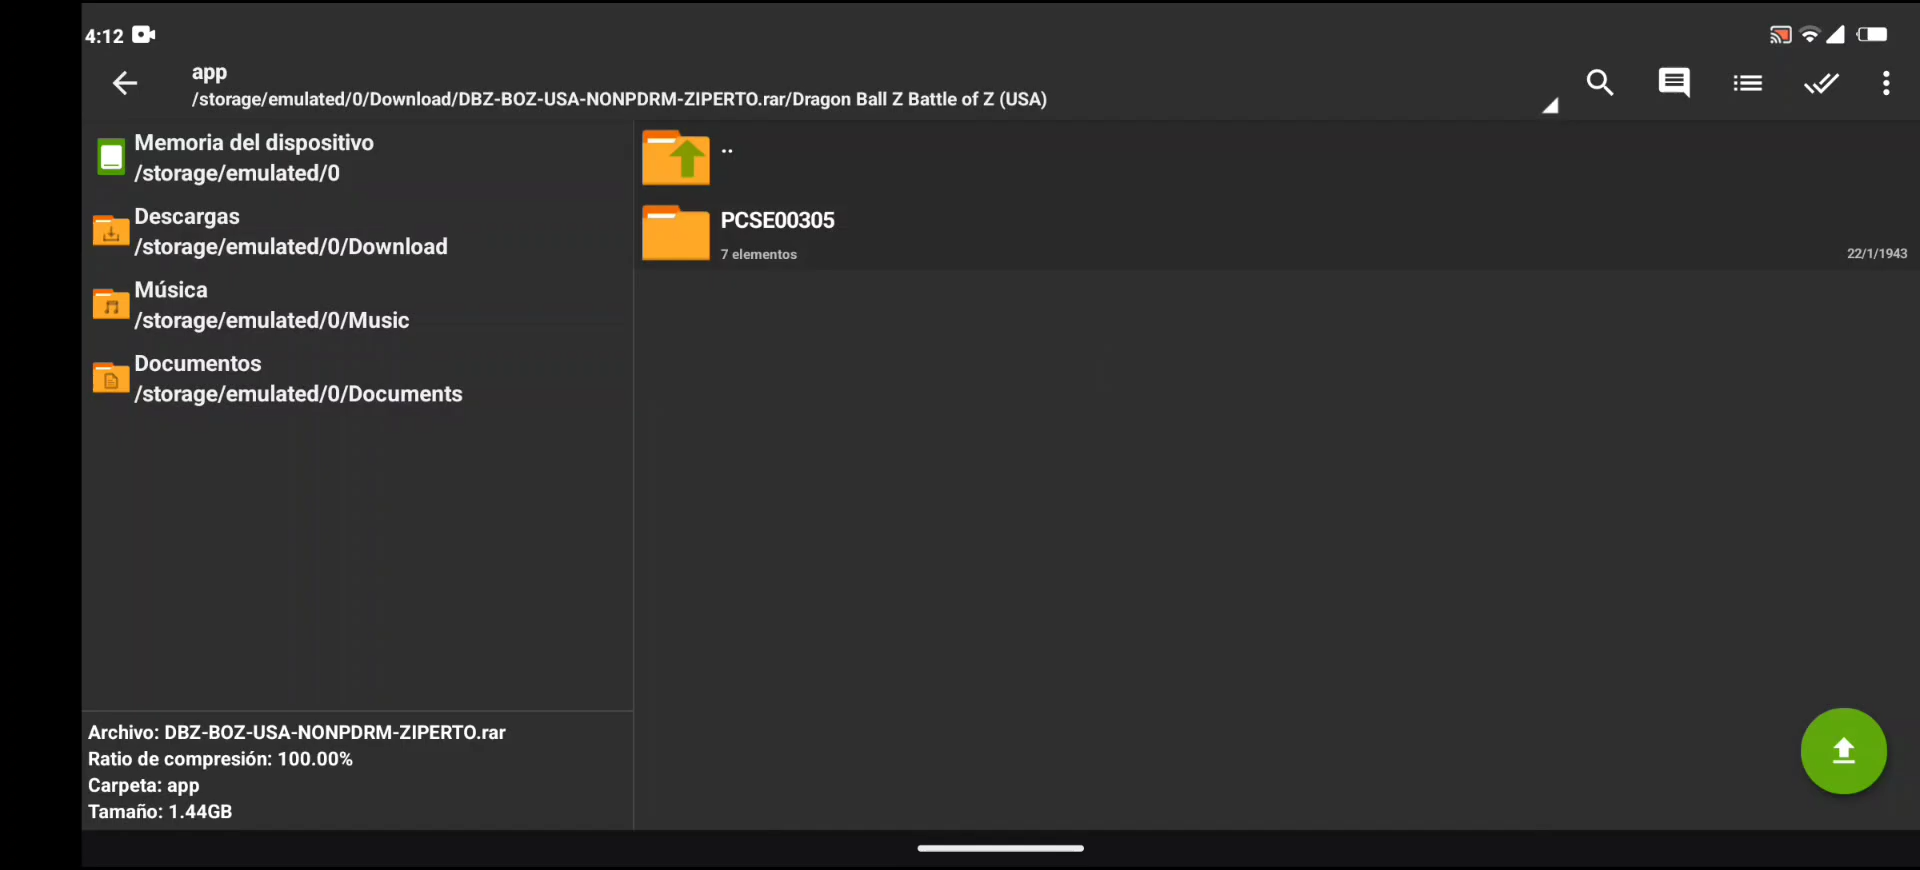 4:12
app
/storage/emulated/0/Download/DBZ-BOZ-USA-NONPDRM-ZIPERTO.rar/Dragon Ball Z Battle of Z (USA)
Memoria del dispositivo
/storage/emulated/0
Descargas
/storage/emulated/0/Download
Música
/storage/emulated/0/Music
Documentos
/storage/emulated/0/Documents
..
PCSE00305
7 elementos
22/1/1943
Archivo: DBZ-BOZ-USA-NONPDRM-ZIPERTO.rar
Ratio de compresión: 100.00%
Carpeta: app
Tamaño: 1.44GB